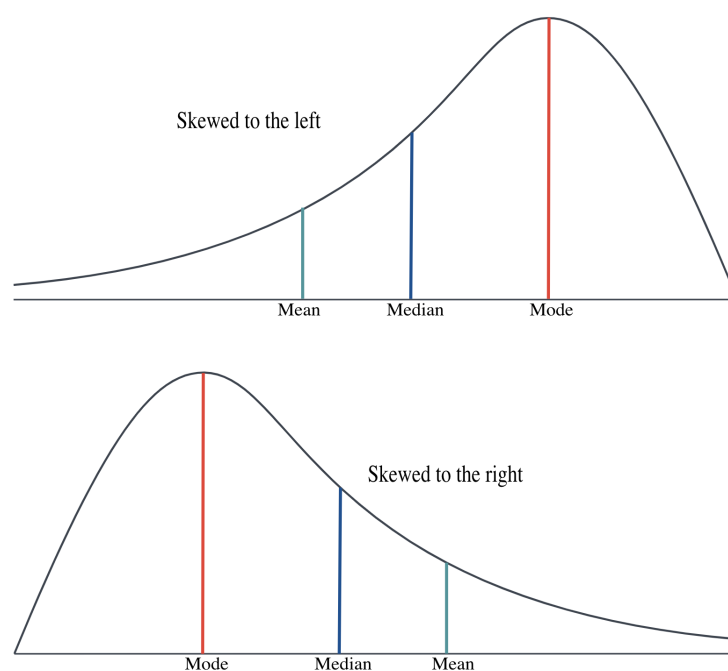 Skewed to the left
Mean Median Mode
Skewed to the right
Mode Median Mean